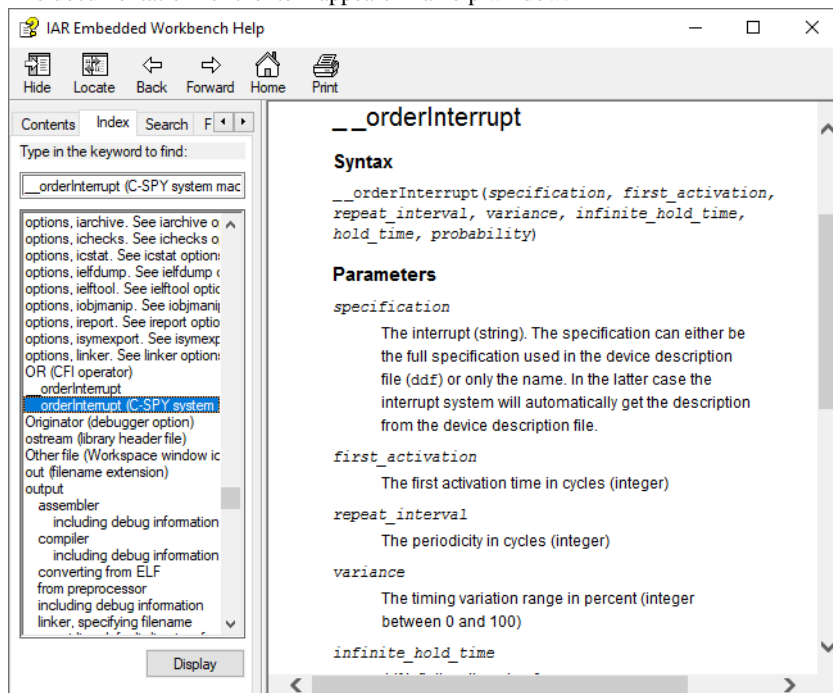 IAR Embedded Workbench Help
Hide Locate Back Forward Home Print
Contents Index Search F
Type in the keyword to find:
__orderInterrupt (C-SPY system mac
options, iarchive. See iarchive o
options, ichecks. See ichecks o
options, icstat. See icstat option
options, ielfdump. See ielfdump
options, ielftool. See ielftool optic
options, iobjmanip. See iobjmani
options, ireport. See ireport optio
options, isymexport. See isymexp
options, linker. See linker option
OR (CFI operator)
__orderInterrupt
__orderInterrupt (C-SPY system
Originator (debugger option)
ostream (library header file)
Other file (Workspace window ic
out (filename extension)
output
assembler
including debug information
compiler
including debug information
converting from ELF
from preprocessor
including debug information
linker, specifying filename
Display
__orderInterrupt
Syntax
__orderInterrupt(specification, first_activation,
repeat_interval, variance, infinite_hold_time,
hold_time, probability)
Parameters
specification
The interrupt (string). The specification can either be
the full specification used in the device description
file (ddf) or only the name. In the latter case the
interrupt system will automatically get the description
from the device description file.
first_activation
The first activation time in cycles (integer)
repeat_interval
The periodicity in cycles (integer)
variance
The timing variation range in percent (integer
between 0 and 100)
infinite_hold_time